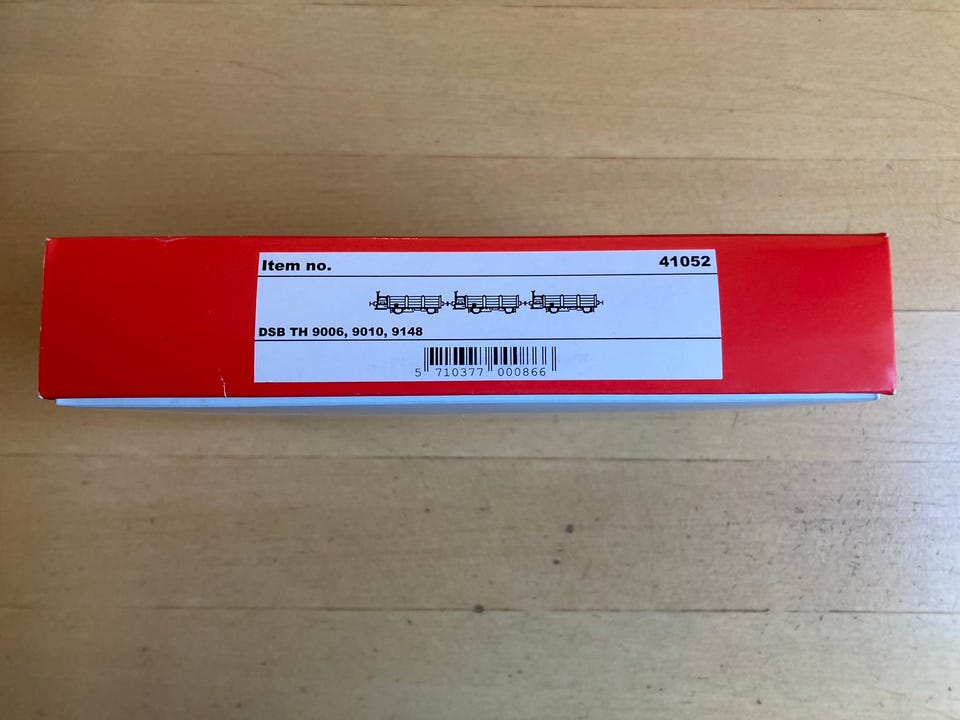 Item no. 41052
DSB TH 9006, 9010, 9148
5 710377 000866